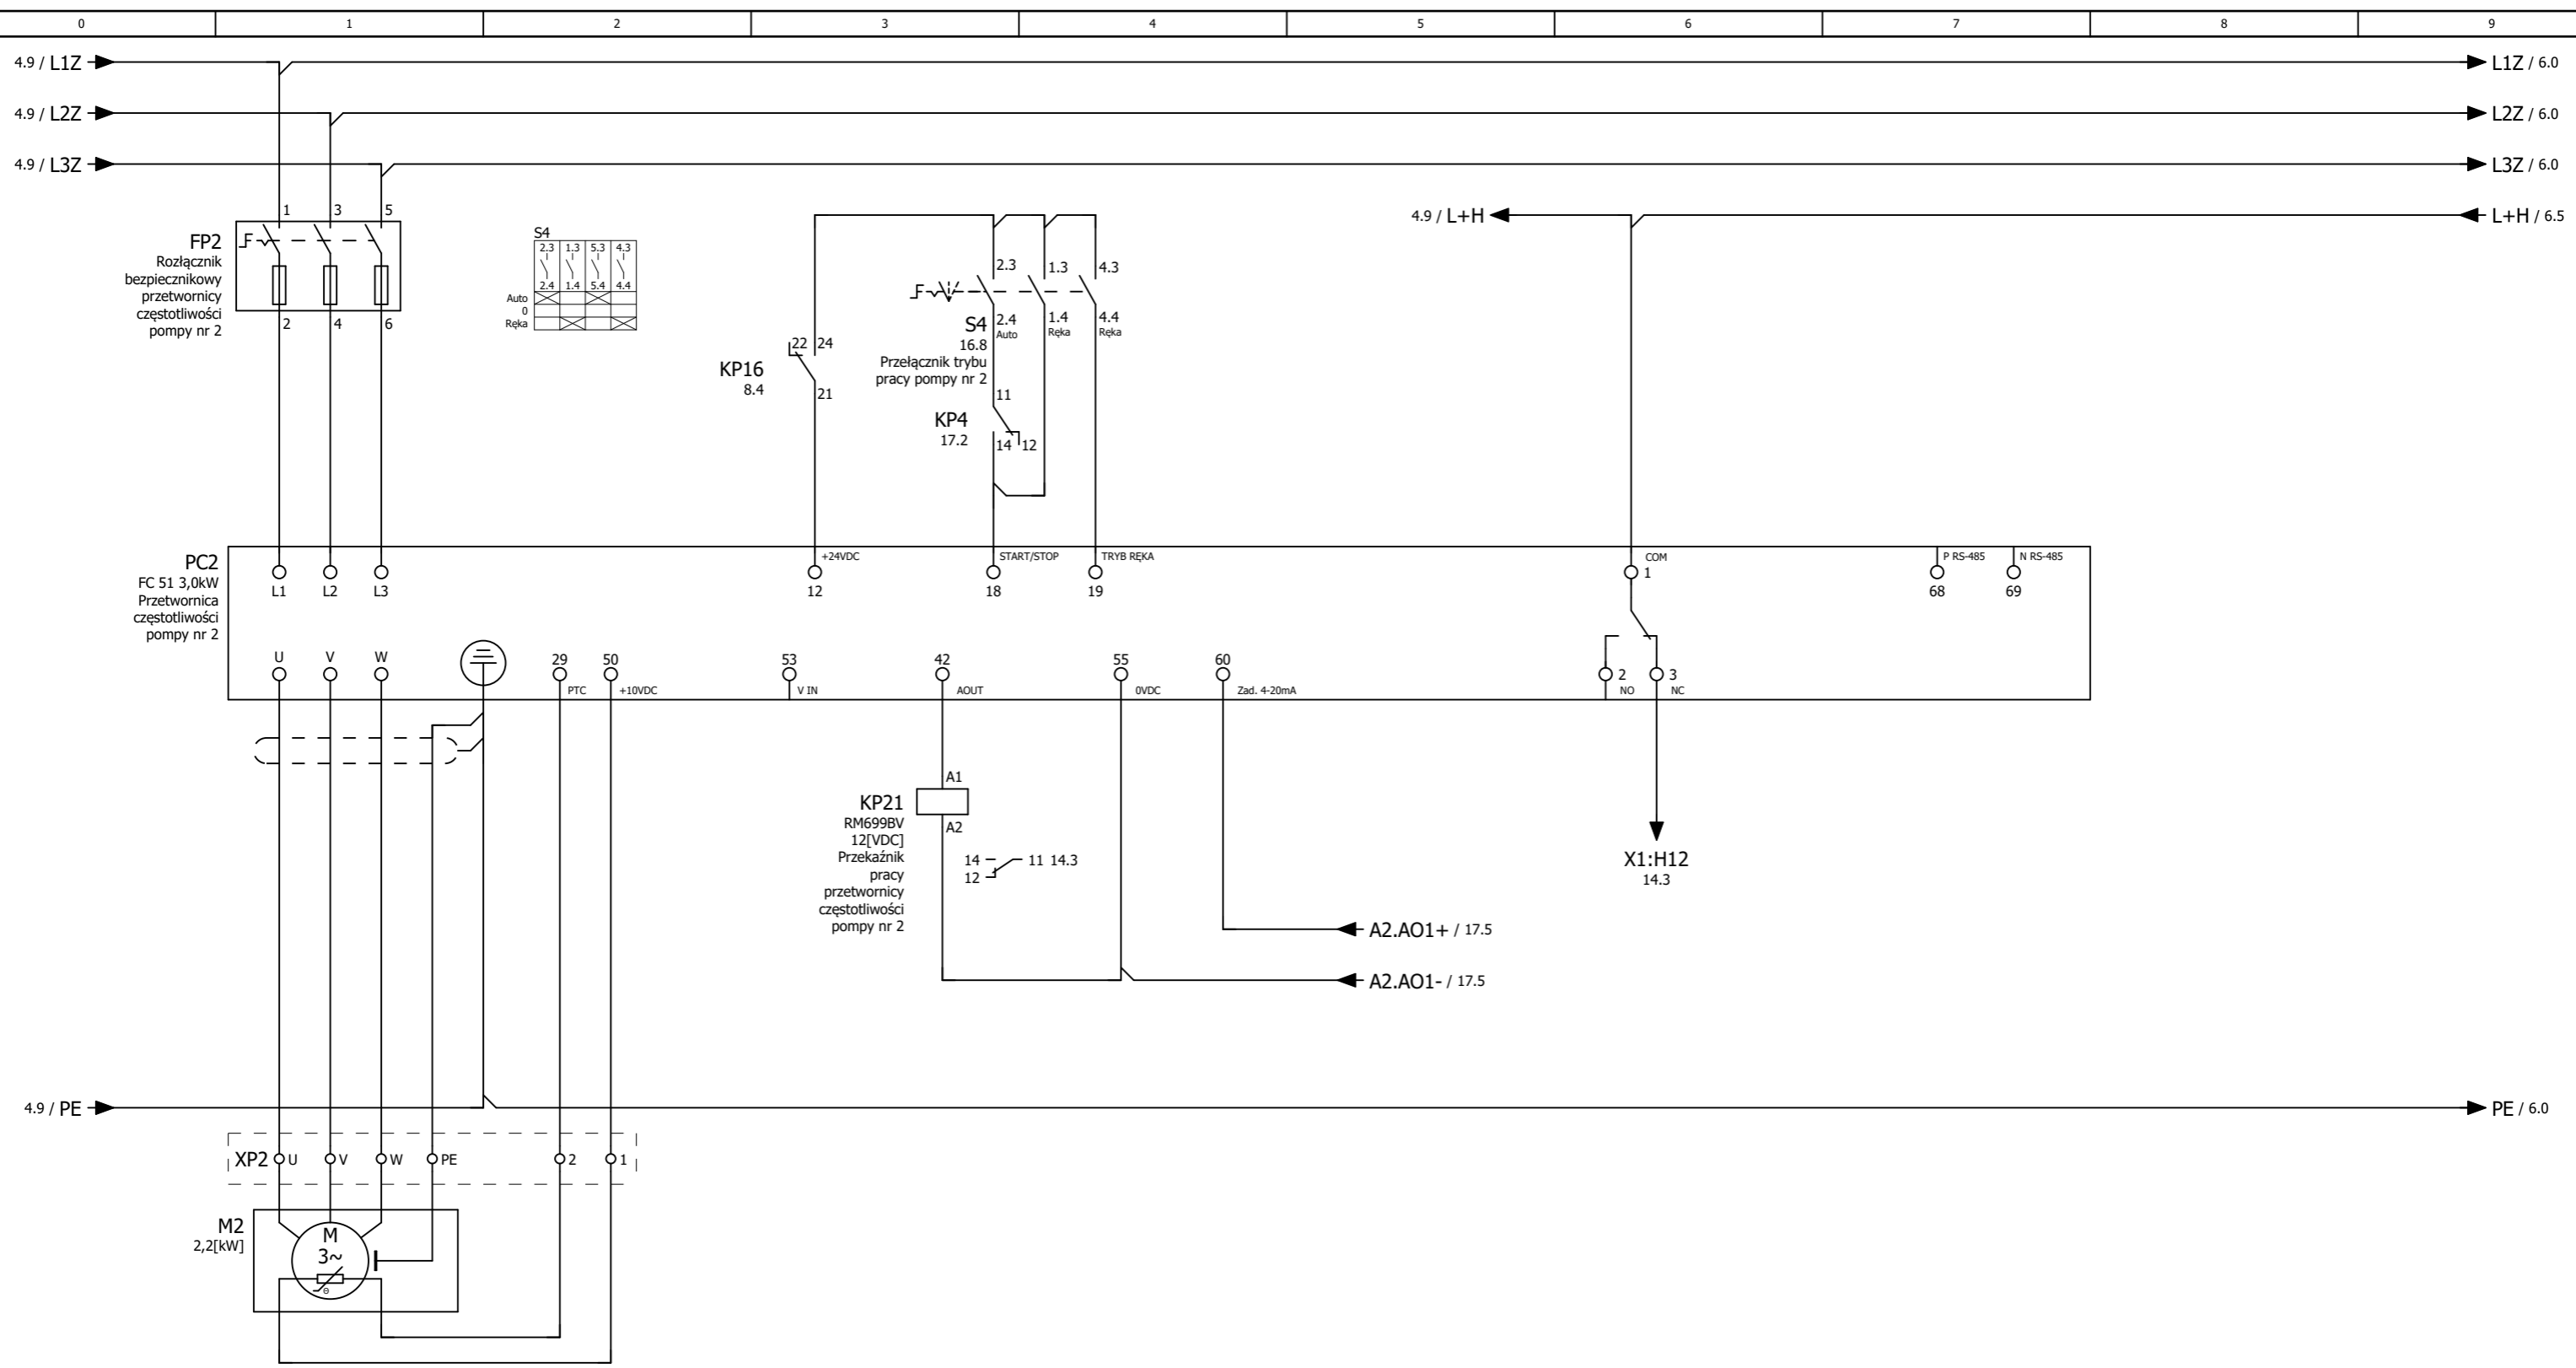 0 1 2 3 4 5 6 7 8 9
4.9 / L1Z L1Z / 6.0
4.9 / L2Z L2Z / 6.0
4.9 / L3Z L3Z / 6.0
4.9 / L+H L+H / 6.5
1 3 5
FP2
Rozłącznik
bezpiecznikowy
przetwornicy
częstotliwości
pompy nr 2
2 4 6
S4
2.3 1.3 5.3 4.3
2.4 1.4 5.4 4.4
Auto
0
Ręka
22 24
KP16
8.4
21
2.3 1.3 4.3
S4
16.8
Przełącznik trybu
pracy pompy nr 2
2.4 1.4 4.4
Auto Ręka Ręka
11
KP4
17.2
14 12
PC2
FC 51 3,0kW
Przetwornica
częstotliwości
pompy nr 2
+24VDC START/STOP TRYB RĘKA COM P RS-485 N RS-485
L1 L2 L3 12 18 19 1 68 69
U V W 29 50 53 42 55 60 2 3
PTC +10VDC V IN AOUT 0VDC Zad. 4-20mA NO NC
A1
KP21
RM699BV
12[VDC]
Przekaźnik
pracy
przetwornicy
częstotliwości
pompy nr 2
A2
14 11 14.3
12
X1:H12
14.3
A2.AO1+ / 17.5
A2.AO1- / 17.5
4.9 / PE PE / 6.0
XP2 U V W PE 2 1
M2
2,2[kW]
M
3~
Θ